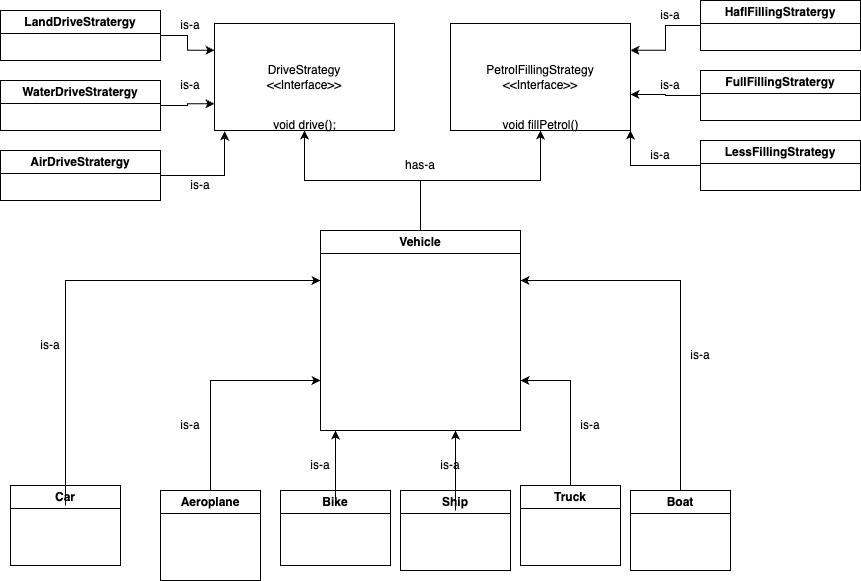 LandDriveStratergy
is-a
is-a
HaflFillingStratergy
DriveStrategy
<<Interface>>
void drive();
PetrolFillingStrategy
<<Interface>>
void fillPetrol()
WaterDriveStratergy
is-a
is-a
FullFillingStratergy
AirDriveStratergy
is-a
has-a
is-a
LessFillingStrategy
Vehicle
is-a
is-a
is-a
is-a
is-a
is-a
Car
Aeroplane
Bike
Ship
Truck
Boat